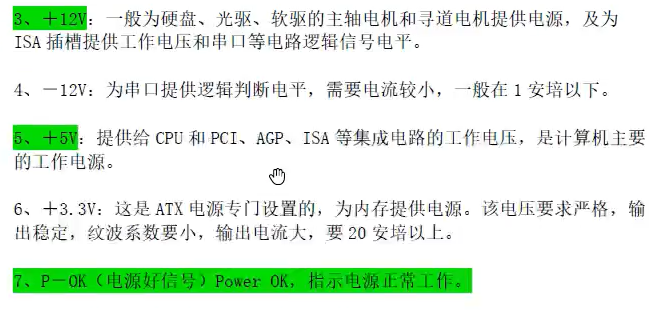 3、＋12V：一般为硬盘、光驱、软驱的主轴电机和寻道电机提供电源，及为
ISA 插槽提供工作电压和串口等电路逻辑信号电平。
4、－12V：为串口提供逻辑判断电平，需要电流较小，一般在 1 安培以下。
5、＋5V：提供给 CPU 和 PCI、AGP、ISA 等集成电路的工作电压，是计算机主要
的工作电源。
6、＋3.3V：这是 ATX 电源专门设置的，为内存提供电源。该电压要求严格，输
出稳定，纹波系数要小，输出电流大，要 20 安培以上。
7、P－OK（电源好信号）Power OK，指示电源正常工作。